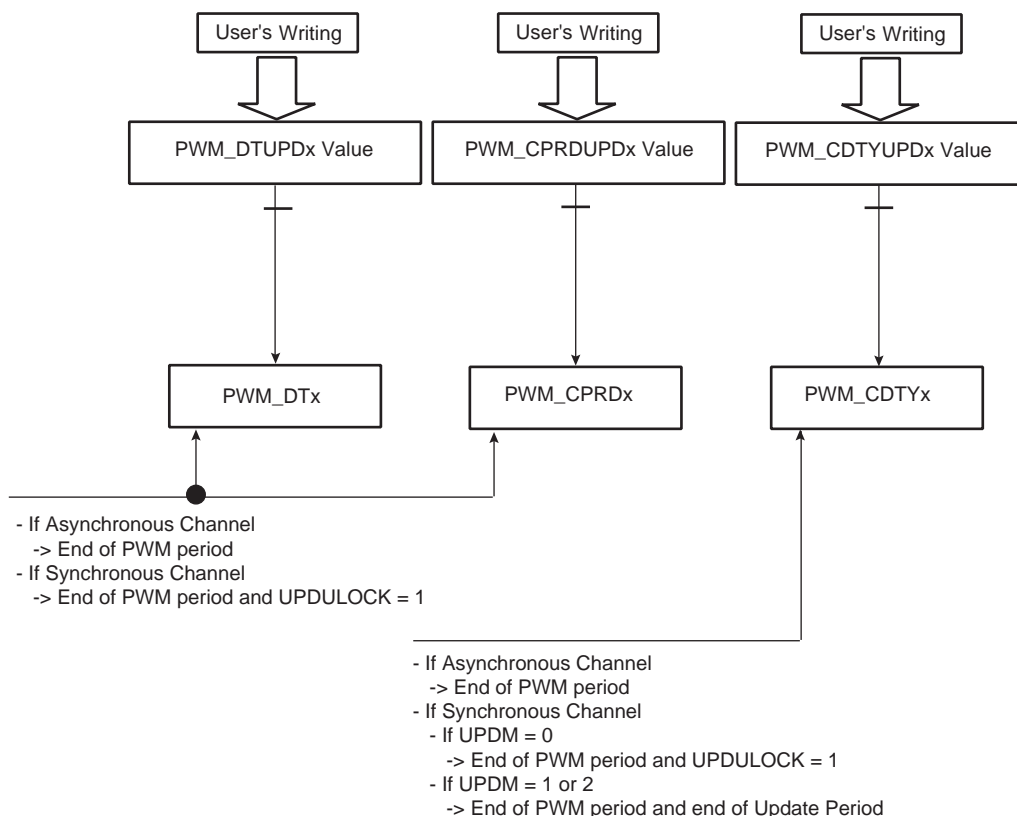 User's Writing
User's Writing
User's Writing
PWM_DTUPDx Value
PWM_CPRDUPDx Value
PWM_CDTYUPDx Value
PWM_DTx
PWM_CPRDx
PWM_CDTYx
- If Asynchronous Channel
-> End of PWM period
- If Synchronous Channel
-> End of PWM period and UPDULOCK = 1
- If Asynchronous Channel
-> End of PWM period
- If Synchronous Channel
- If UPDM = 0
-> End of PWM period and UPDULOCK = 1
- If UPDM = 1 or 2
-> End of PWM period and end of Update Period